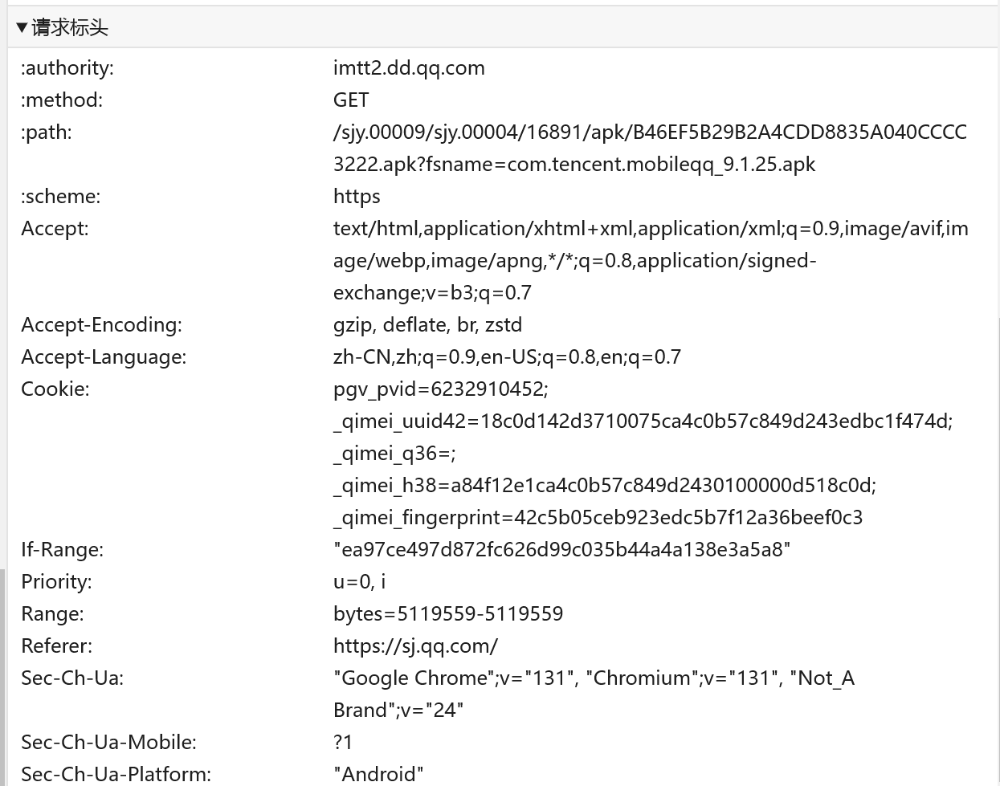 ▼请求标头
:authority: imtt2.dd.qq.com
:method: GET
:path: /sjy.00009/sjy.00004/16891/apk/B46EF5B29B2A4CDD8835A040CCCC
3222.apk?fsname=com.tencent.mobileqq_9.1.25.apk
:scheme: https
Accept: text/html,application/xhtml+xml,application/xml;q=0.9,image/avif,im
age/webp,image/apng,*/*;q=0.8,application/signed-
exchange;v=b3;q=0.7
Accept-Encoding: gzip, deflate, br, zstd
Accept-Language: zh-CN,zh;q=0.9,en-US;q=0.8,en;q=0.7
Cookie: pgv_pvid=6232910452;
_qimei_uuid42=18c0d142d3710075ca4c0b57c849d243edbc1f474d;
_qimei_q36=;
_qimei_h38=a84f12e1ca4c0b57c849d2430100000d518c0d;
_qimei_fingerprint=42c5b05ceb923edc5b7f12a36beef0c3
If-Range: "ea97ce497d872fc626d99c035b44a4a138e3a5a8"
Priority: u=0, i
Range: bytes=5119559-5119559
Referer: https://sj.qq.com/
Sec-Ch-Ua: "Google Chrome";v="131", "Chromium";v="131", "Not_A
Brand";v="24"
Sec-Ch-Ua-Mobile: ?1
Sec-Ch-Ua-Platform: "Android"